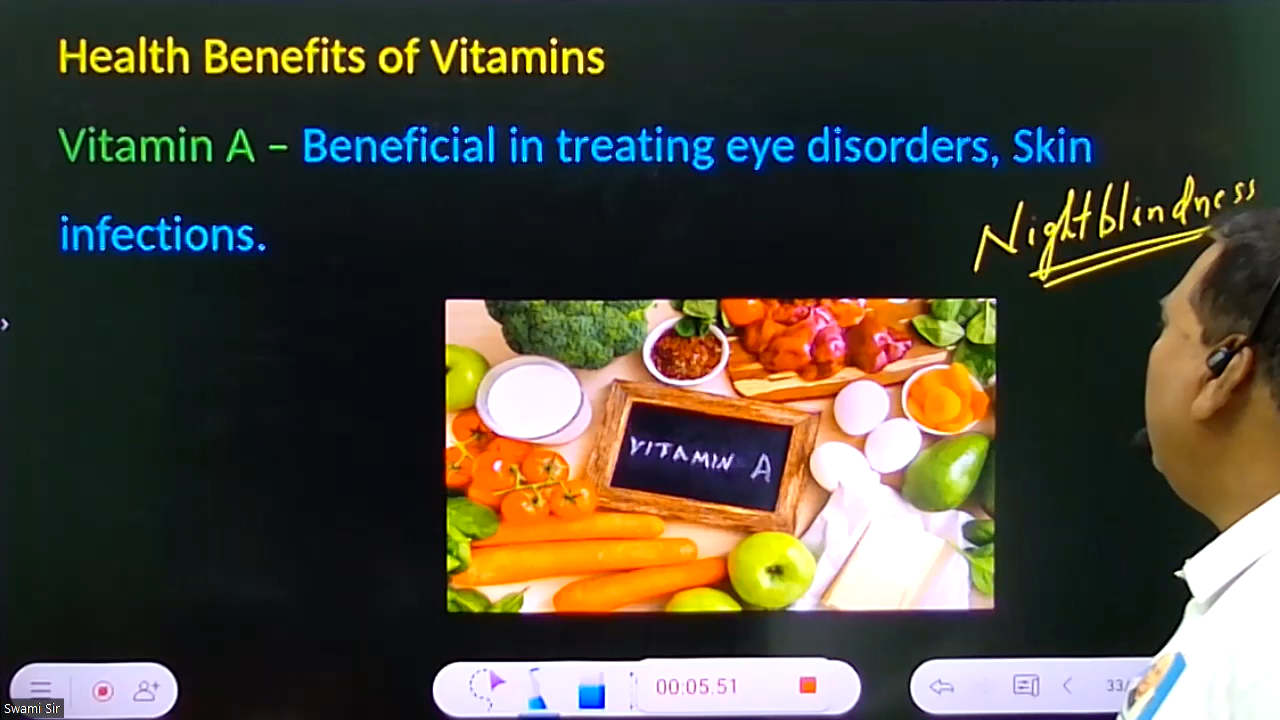 Health Benefits of Vitamins
Vitamin A – Beneficial in treating eye disorders, Skin
infections.
Nightblindness
VITAMIN A
00:05.51
33/
Swami Sir